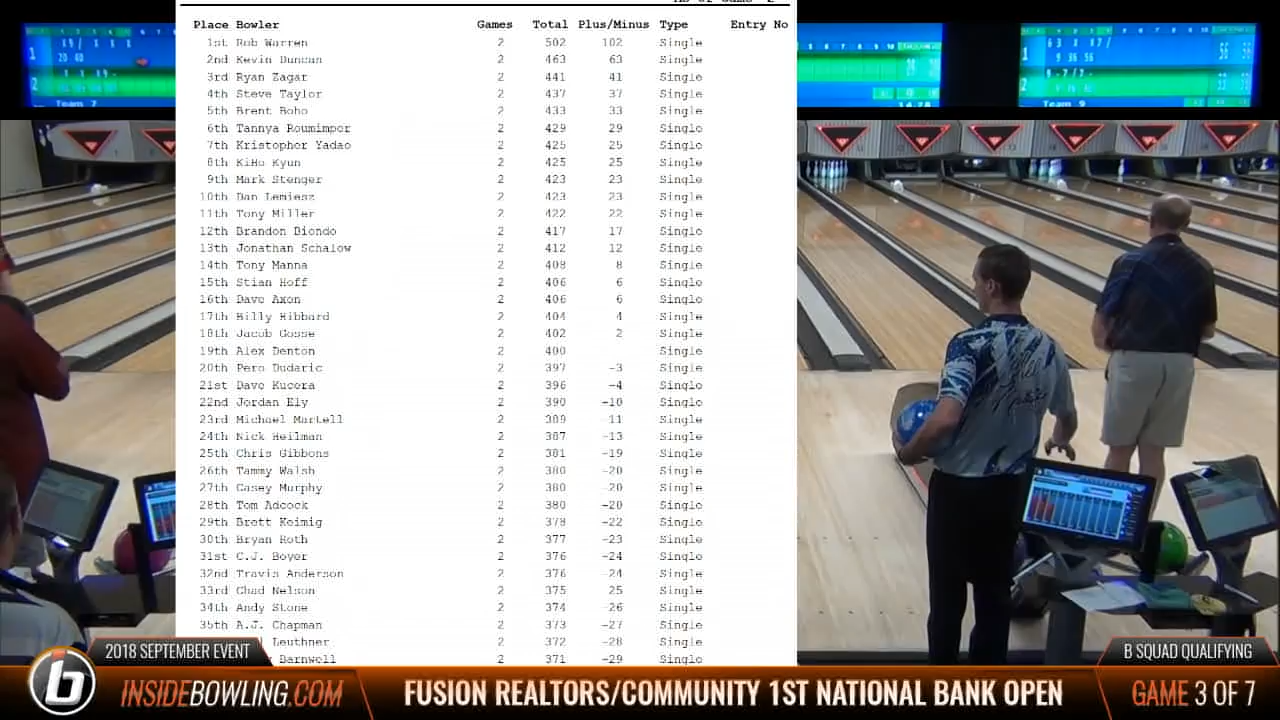 Place Bowler Games Total Plus/Minus Type Entry No
1st Rob Warren 2 502 102 Single
2nd Kevin Duncan 2 463 63 Single
3rd Ryan Zagar 2 441 41 Single
4th Steve Taylor 2 437 37 Single
5th Brent Boho 2 433 33 Single
6th Tannya Roumimpor 2 429 29 Single
7th Kristopher Yadao 2 425 25 Single
8th KiHo Kyun 2 425 25 Single
9th Mark Stenger 2 423 23 Single
10th Dan Lemiesz 2 423 23 Single
11th Tony Miller 2 422 22 Single
12th Brandon Biondo 2 417 17 Single
13th Jonathan Schalow 2 412 12 Single
14th Tony Manna 2 408 8 Single
15th Stian Hoff 2 406 6 Single
16th Dave Axon 2 406 6 Single
17th Billy Hibbard 2 404 4 Single
18th Jacob Gosse 2 402 2 Single
19th Alex Denton 2 400 Single
20th Pero Dudaric 2 397 -3 Single
21st Dave Kucera 2 396 -4 Single
22nd Jordan Ely 2 390 -10 Single
23rd Michael Martell 2 389 11 Single
24th Nick Heilman 2 387 -13 Single
25th Chris Gibbons 2 381 -19 Single
26th Tammy Walsh 2 380 -20 Single
27th Casey Murphy 2 380 -20 Single
28th Tom Adcock 2 380 -20 Single
29th Brett Keimig 2 378 -22 Single
30th Bryan Roth 2 377 -23 Single
31st C.J. Boyer 2 376 -24 Single
32nd Travis Anderson 2 376 -24 Single
33rd Chad Nelson 2 375 25 Single
34th Andy Stone 2 374 -26 Single
35th A.J. Chapman 2 373 -27 Single
Leuthner 2 372 -28 Single
Barnwell 2 371 -29 Single
Team 7
Team 9
2018 SEPTEMBER EVENT
B SQUAD QUALIFYING
b
INSIDEBOWLING.COM
FUSION REALTORS/COMMUNITY 1ST NATIONAL BANK OPEN
GAME 3 OF 7